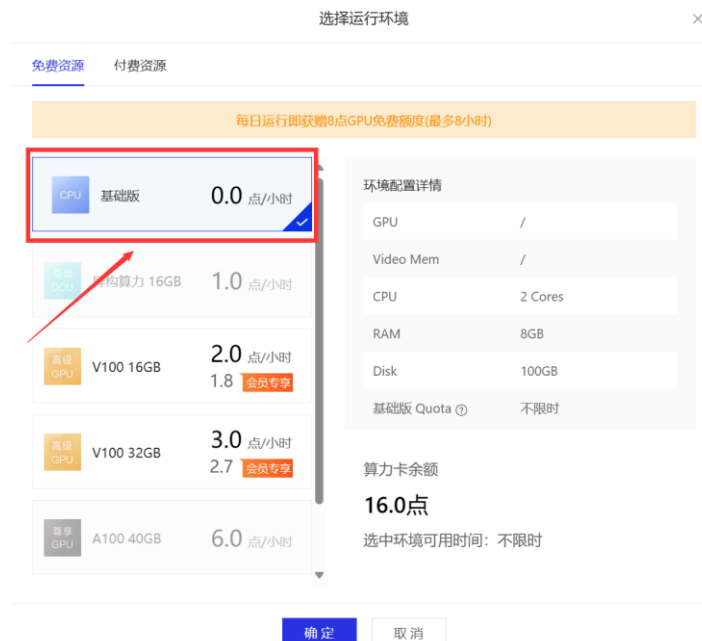 选择运行环境
免费资源 付费资源
每日运行即获赠8点GPU免费额度(最多8小时)
CPU 基础版 0.0 点/小时
DCU 异构算力 16GB 1.0 点/小时
高级 GPU V100 16GB 2.0 点/小时
1.8 会员专享
高级 GPU V100 32GB 3.0 点/小时
2.7 会员专享
尊享 GPU A100 40GB 6.0 点/小时
环境配置详情
GPU /
Video Mem /
CPU 2 Cores
RAM 8GB
Disk 100GB
基础版 Quota ? 不限时
算力卡余额
16.0点
选中环境可用时间：不限时
确定 取消